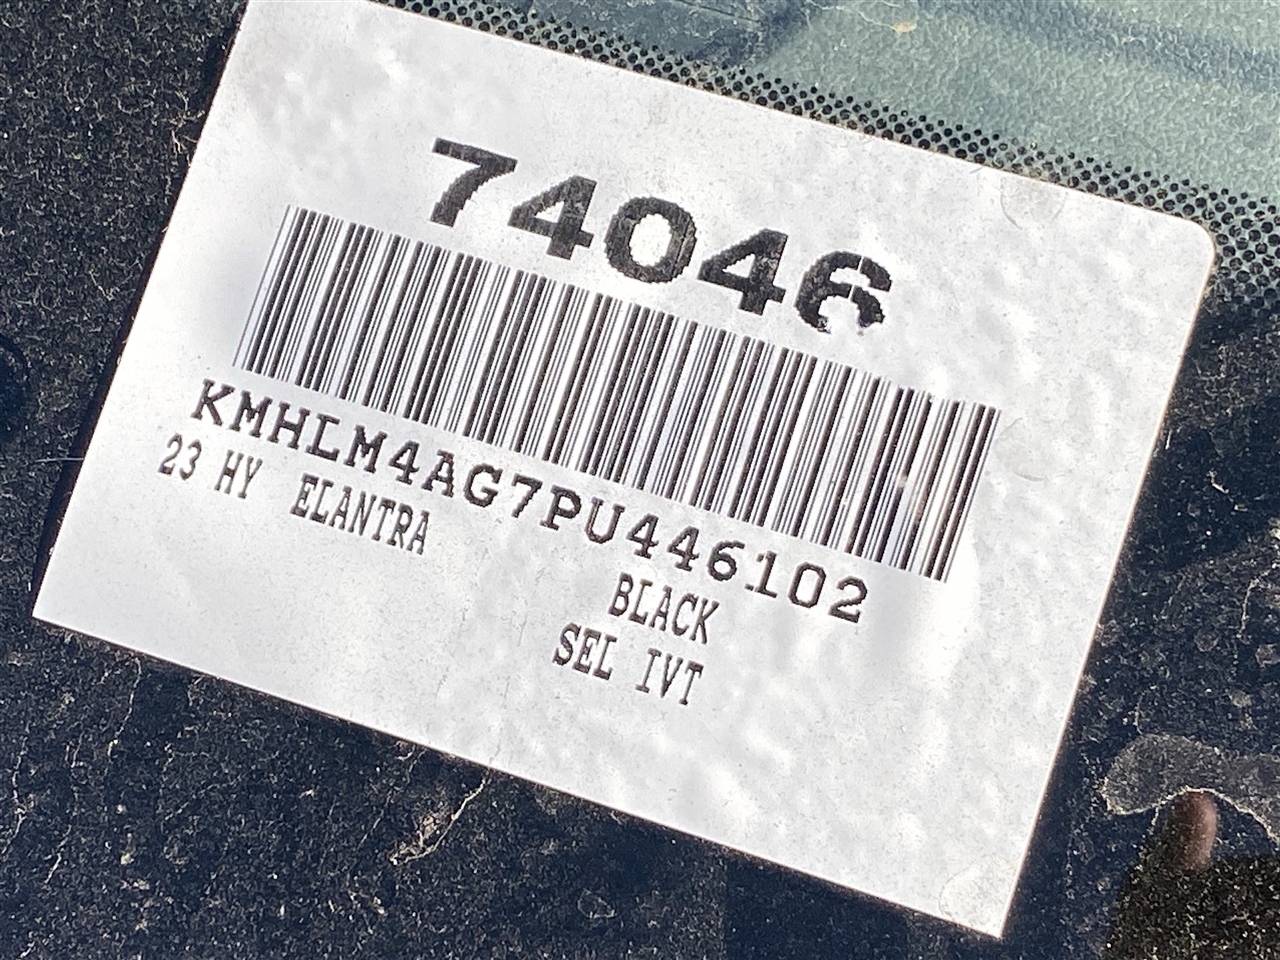 74046
KMHLM4AG7PU446102
23 HY ELANTRA
BLACK
SEL IVT